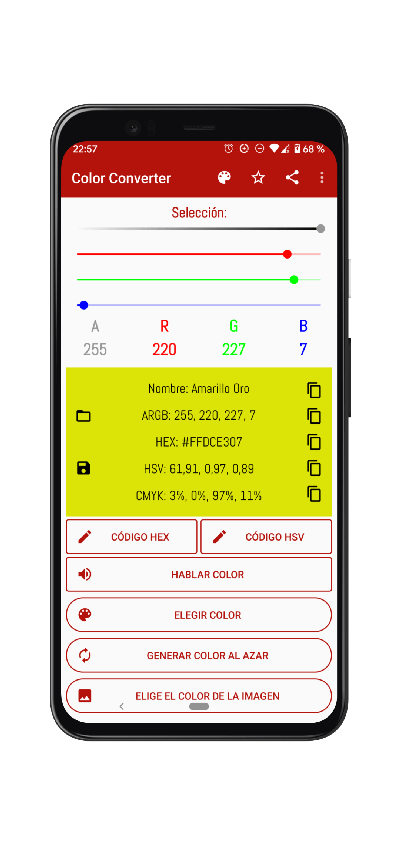 22:57 68 %
Color Converter
Selección:
A R G B
255 220 227 7
Nombre: Amarillo Oro
ARGB: 255, 220, 227, 7
HEX: #FFDCE307
HSV: 61,91, 0,97, 0,89
CMYK: 3%, 0%, 97%, 11%
CÓDIGO HEX CÓDIGO HSV
HABLAR COLOR
ELEGIR COLOR
GENERAR COLOR AL AZAR
ELIGE EL COLOR DE LA IMAGEN